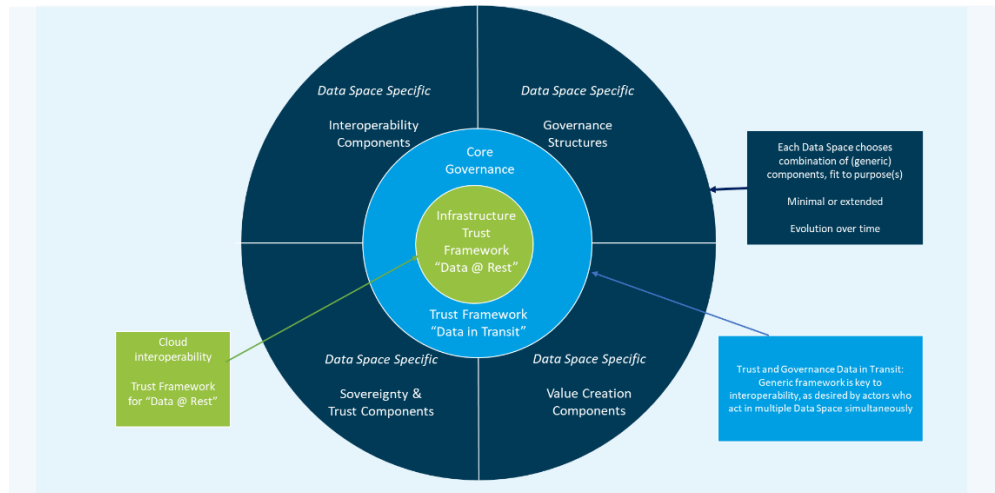 Data Space Specific
Interoperability
Components
Data Space Specific
Governance
Structures
Core
Governance
Infrastructure
Trust
Framework
“Data @ Rest”
Trust Framework
“Data in Transit”
Data Space Specific
Sovereignty &
Trust Components
Data Space Specific
Value Creation
Components
Each Data Space chooses
combination of (generic)
components, fit to purpose(s)
Minimal or extended
Evolution over time
Cloud
interoperability
Trust Framework
for “Data @ Rest”
Trust and Governance Data in Transit:
Generic framework is key to
interoperability, as desired by actors who
act in multiple Data Space simultaneously